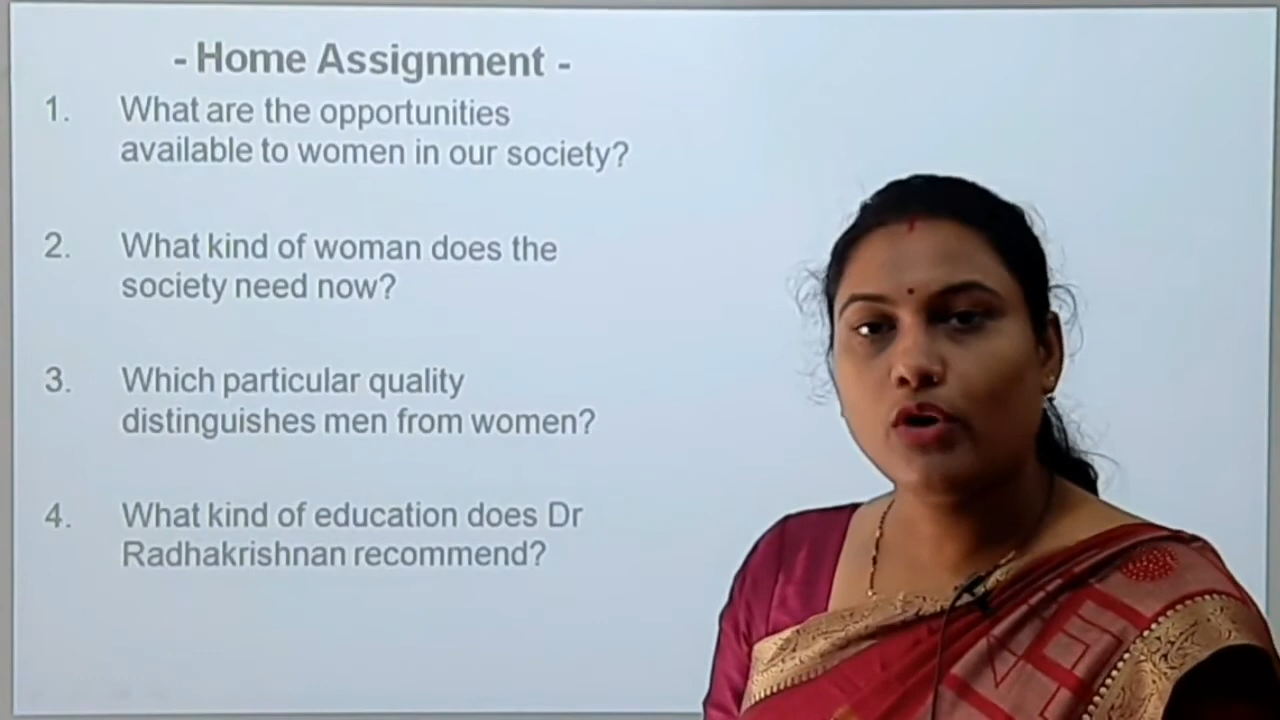 - Home Assignment -
1. What are the opportunities
available to women in our society?
2. What kind of woman does the
society need now?
3. Which particular quality
distinguishes men from women?
4. What kind of education does Dr
Radhakrishnan recommend?